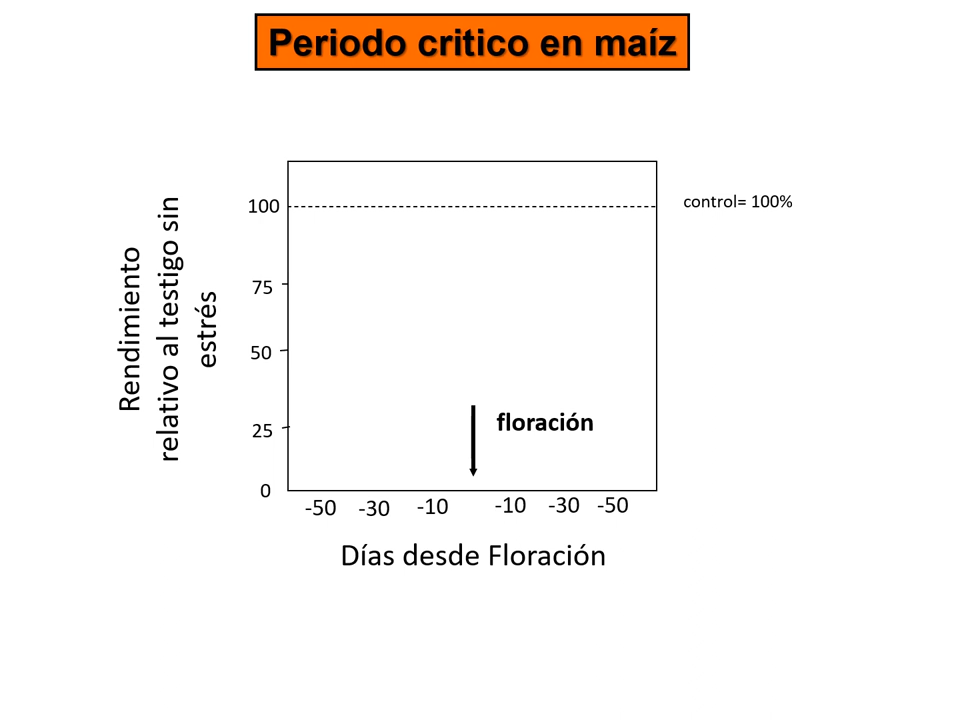 Periodo critico en maíz
Rendimiento
relativo al testigo sin
estrés
100
75
50
25
0
control= 100%
floración
-50 -30 -10 -10 -30 -50
Días desde Floración